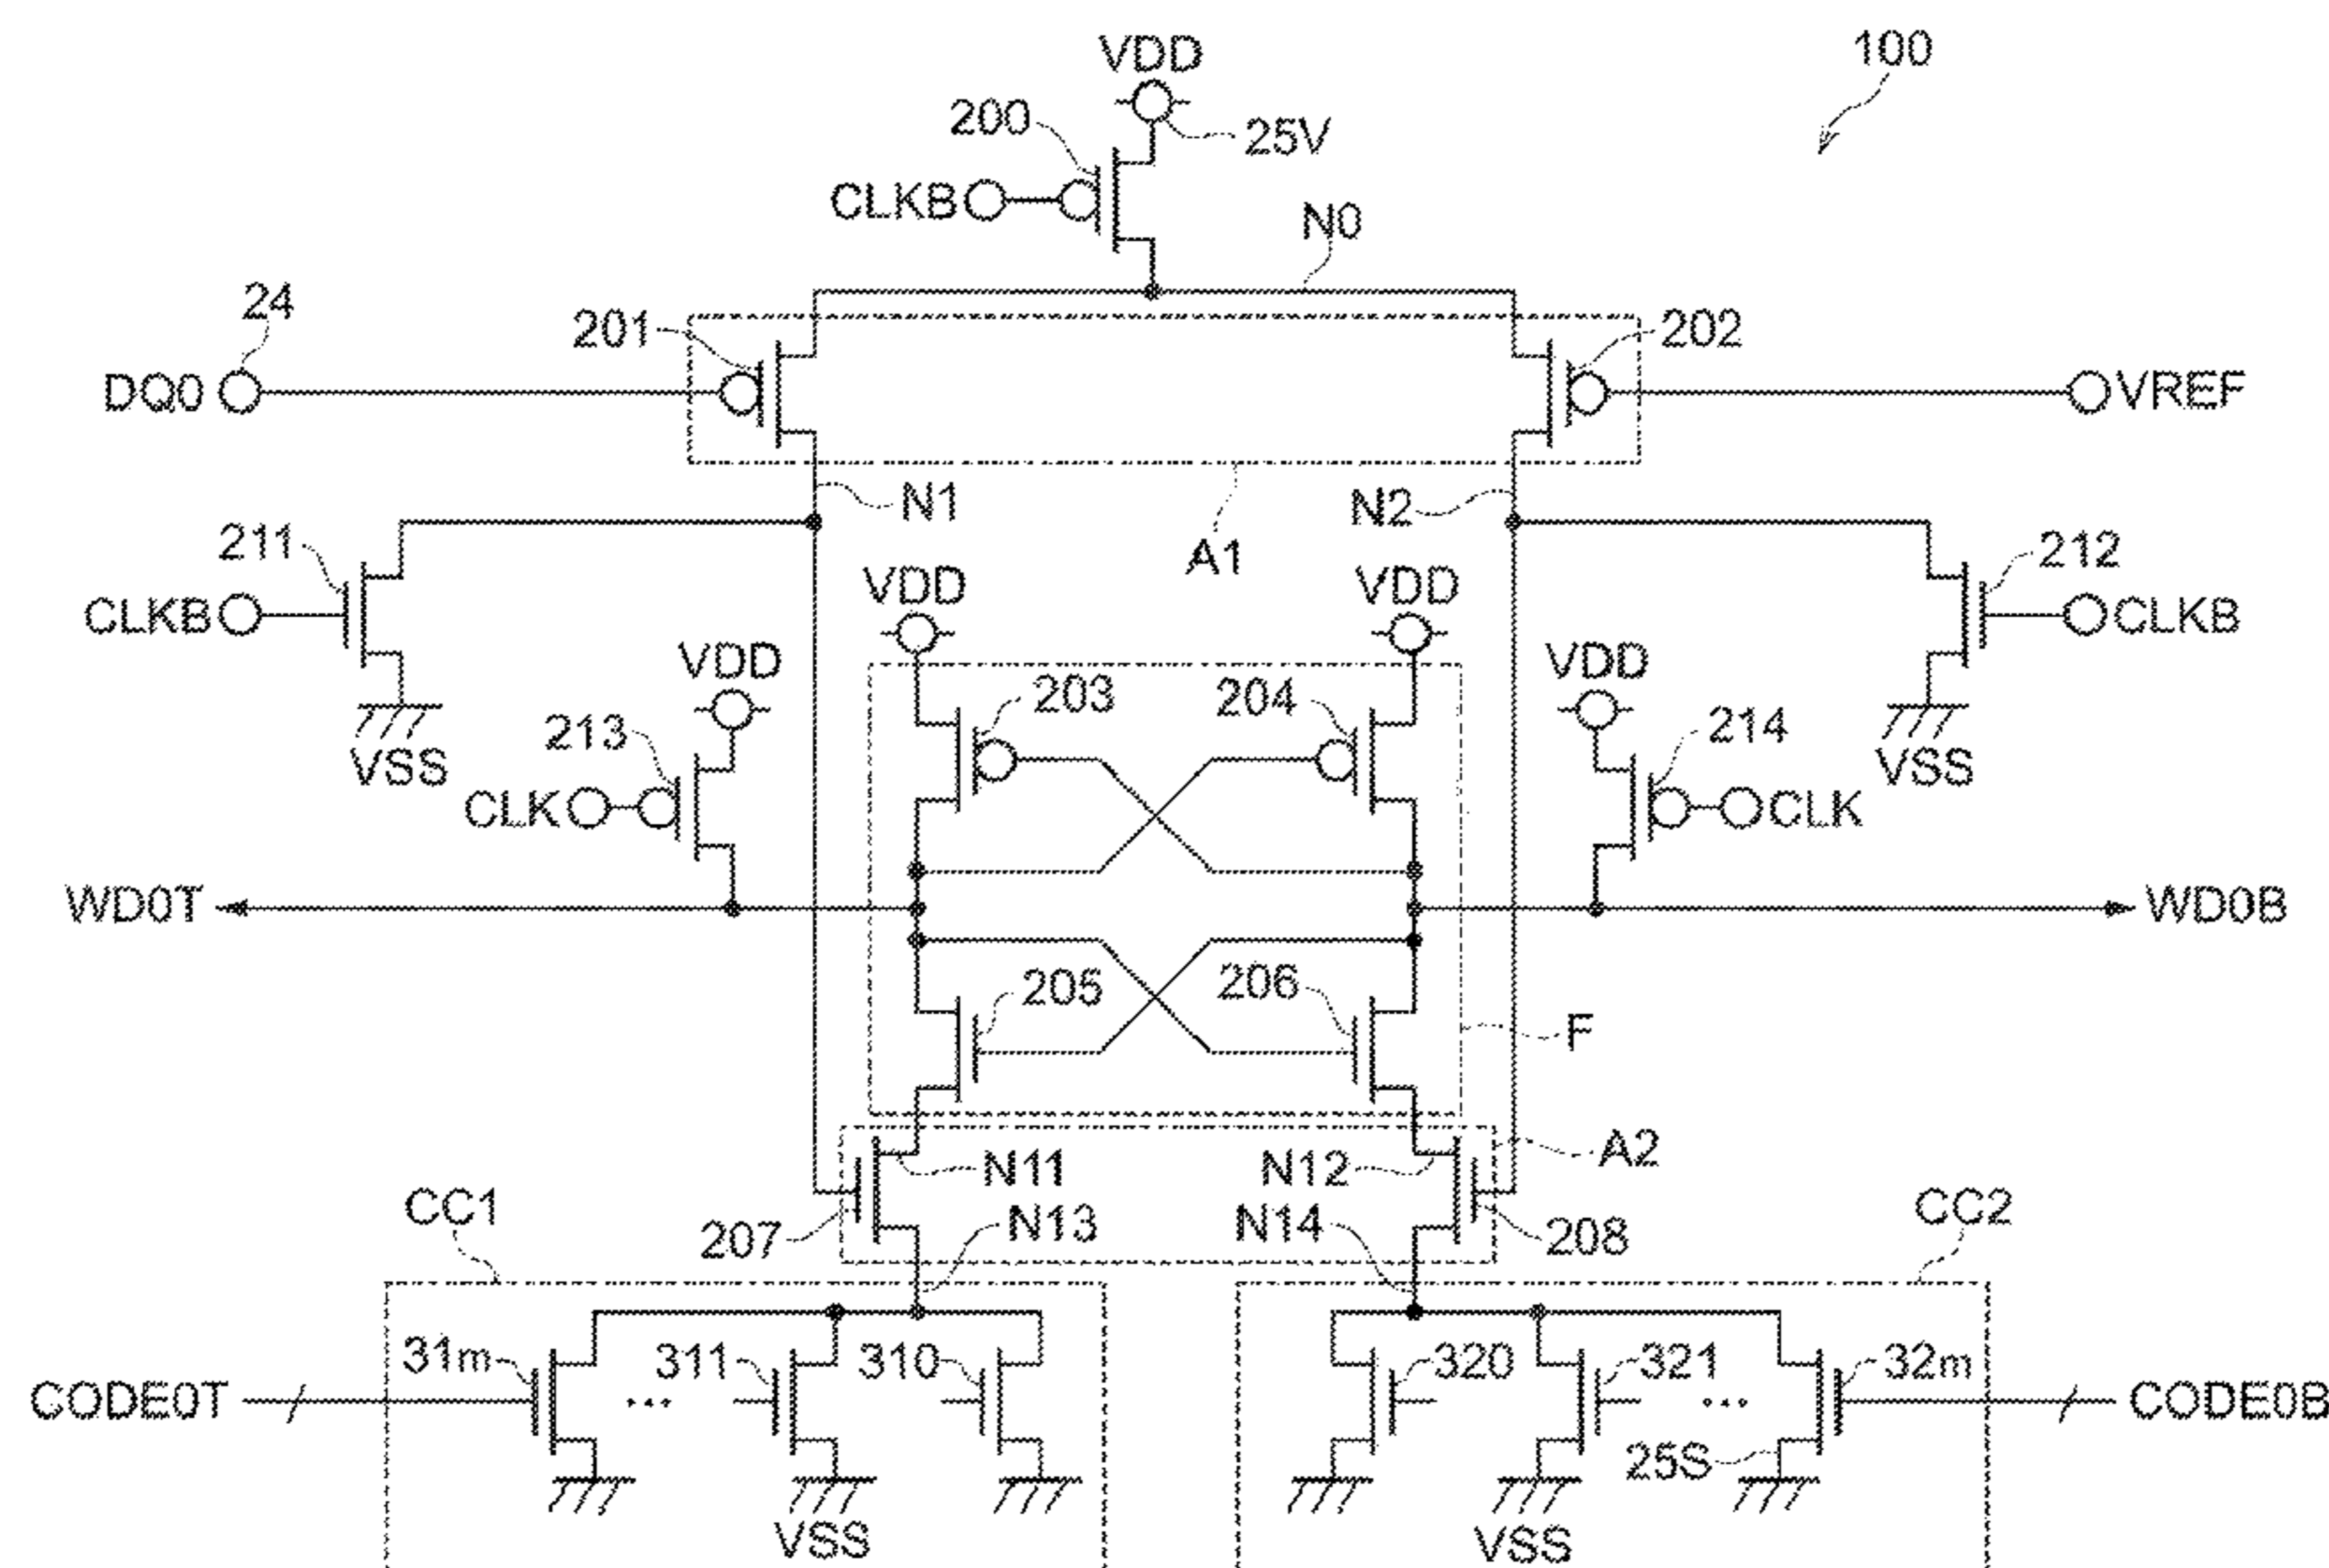 100
VDD
200
25V
CLKB
N0
24
201
202
DQ0
VREF
N1
N2
A1
211
212
CLKB
CLKB
VDD
VDD
VSS
VSS
VDD
VDD
203
204
213
214
CLK
CLK
WD0T
WD0B
205
206
F
A2
N11
N12
207
208
N13
N14
CC1
CC2
31m
311
310
320
321
32m
...
...
CODE0T
CODE0B
25S
VSS
VSS